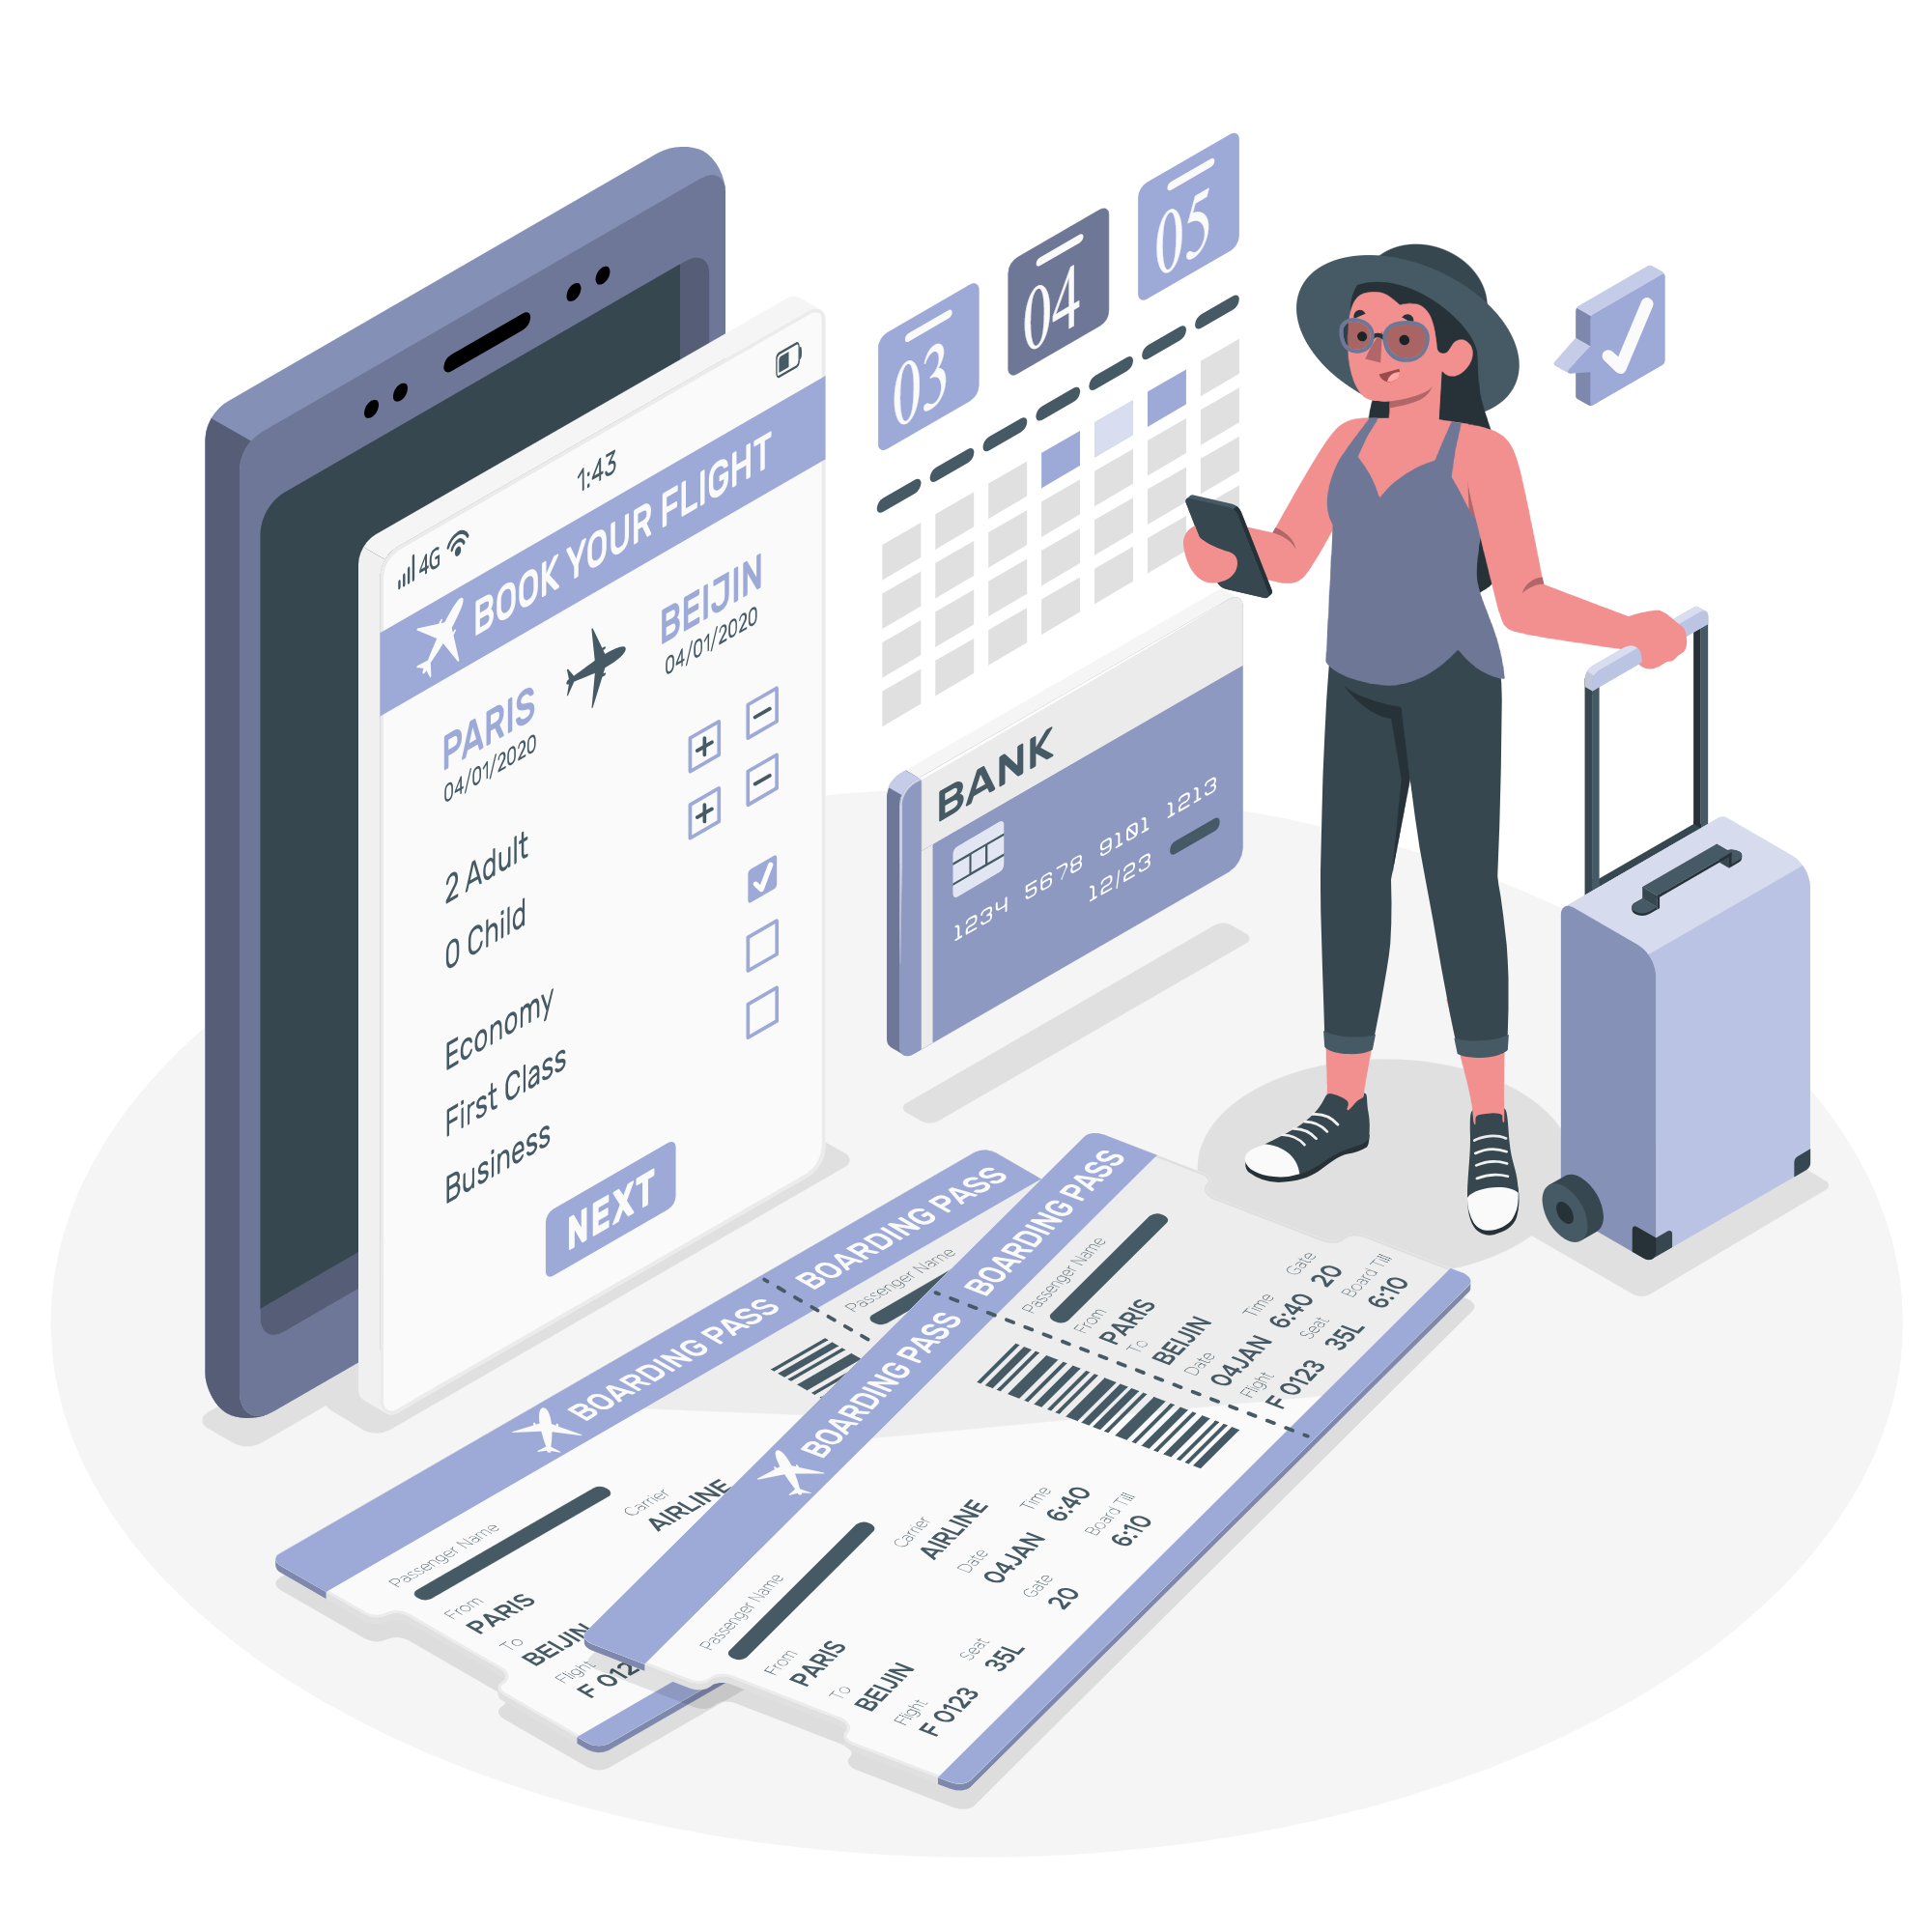 1:43
4G
BOOK YOUR FLIGHT
PARIS
04/01/2020
BEIJIN
04/01/2020
2 Adult
0 Child
Economy
First Class
Business
NEXT
03
04
05
BANK
1234 5678 9101 1213
12/23
BOARDING PASS
BOARDING PASS
Passenger Name
Passenger Name
Carrier
AIRLINE
From
PARIS
To
BEIJIN
Flight
F 012
BOARDING PASS
BOARDING PASS
Passenger Name
From
PARIS
To
BEIJIN
Date
04JAN
Time
6:40
Gate
20
Flight
F 0123
Seat
35L
Board Till
6:10
Passenger Name
Carrier
AIRLINE
From
PARIS
To
BEIJIN
Date
04JAN
Time
6:40
Flight
F 0123
Seat
35L
Gate
20
Board Till
6:10